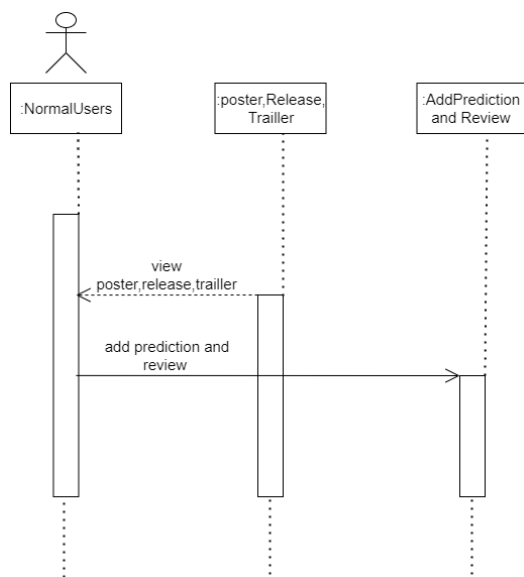 :NormalUsers
:poster,Release,
Trailler
:AddPrediction
and Review
view
poster,release,trailler
add prediction and
review